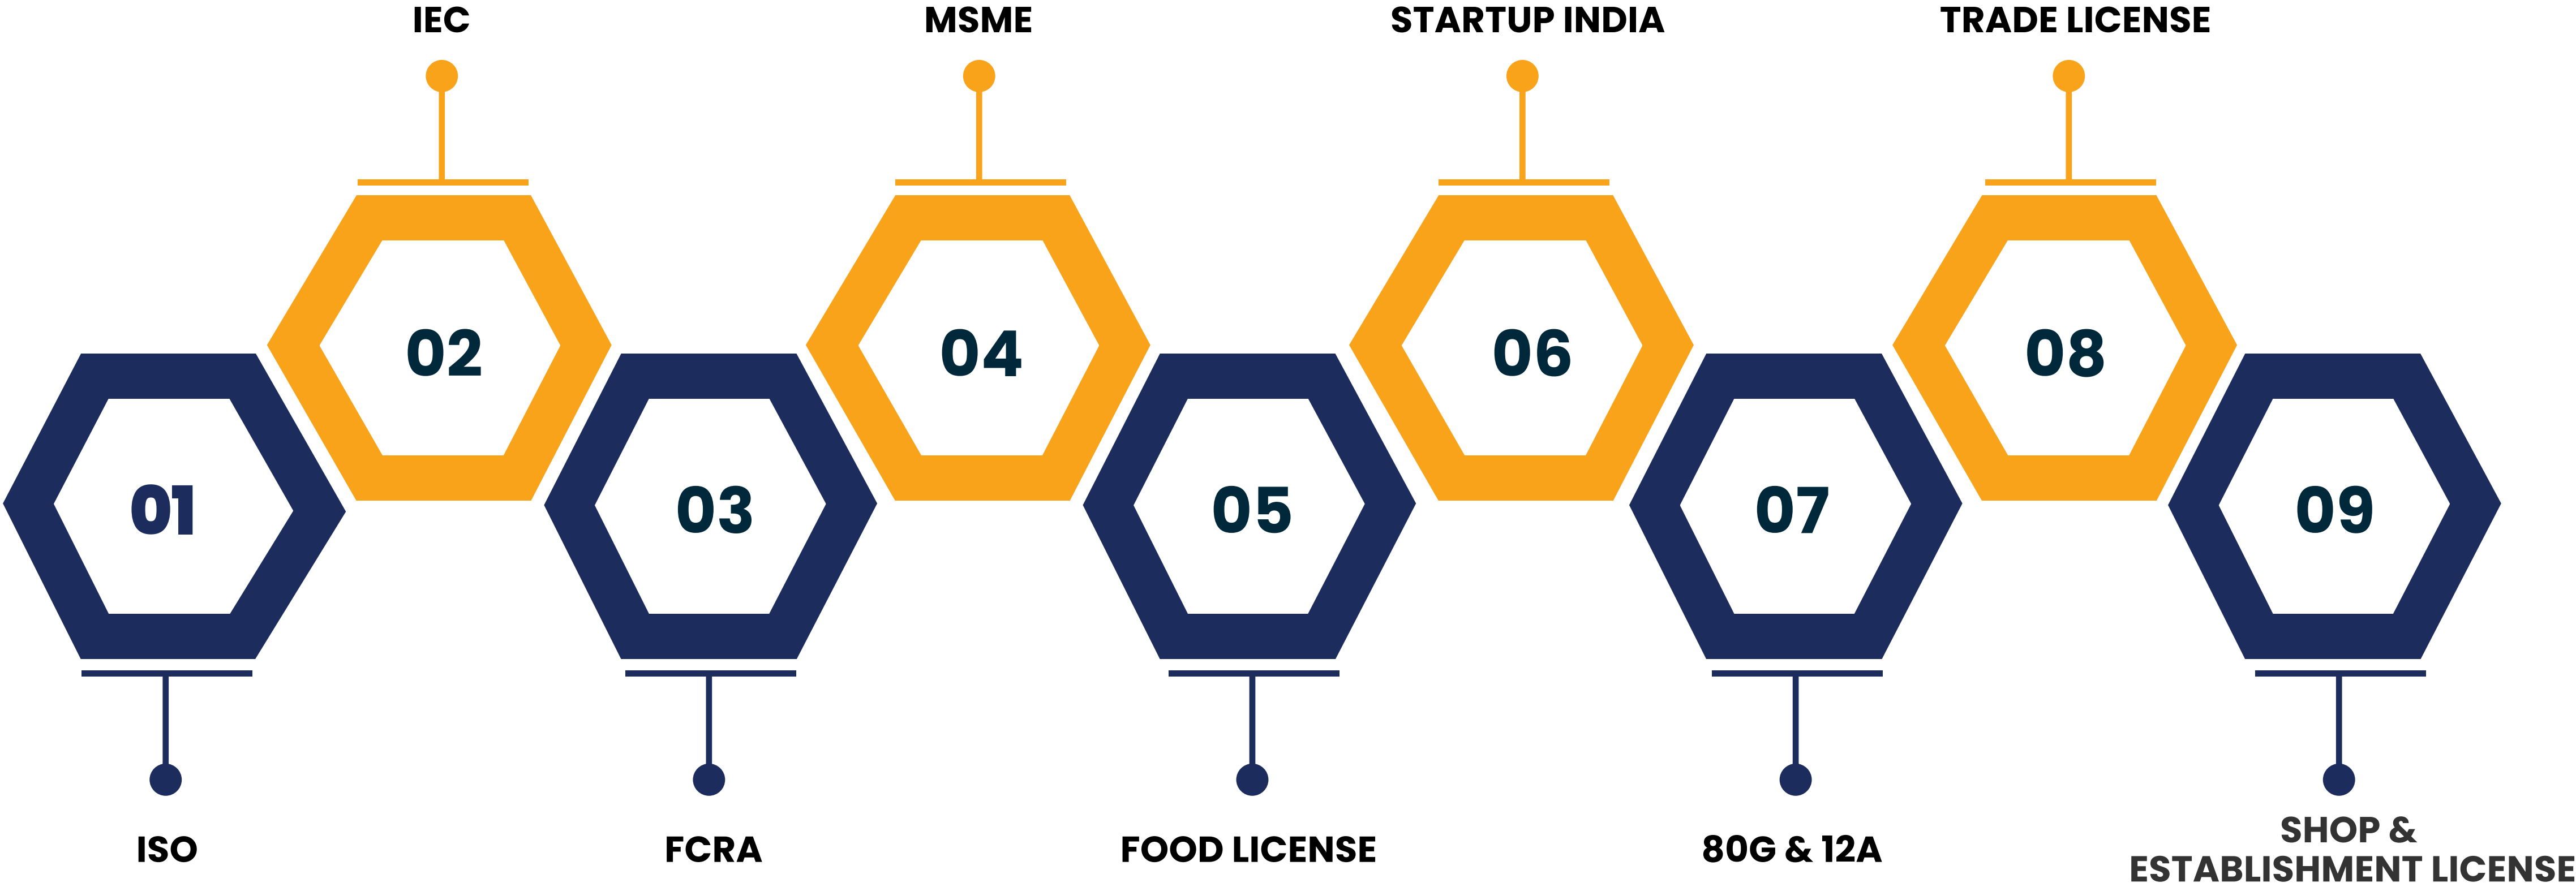 IEC
MSME
STARTUP INDIA
TRADE LICENSE
02
04
06
08
01
03
05
07
09
ISO
FCRA
FOOD LICENSE
80G & 12A
SHOP &
ESTABLISHMENT LICENSE